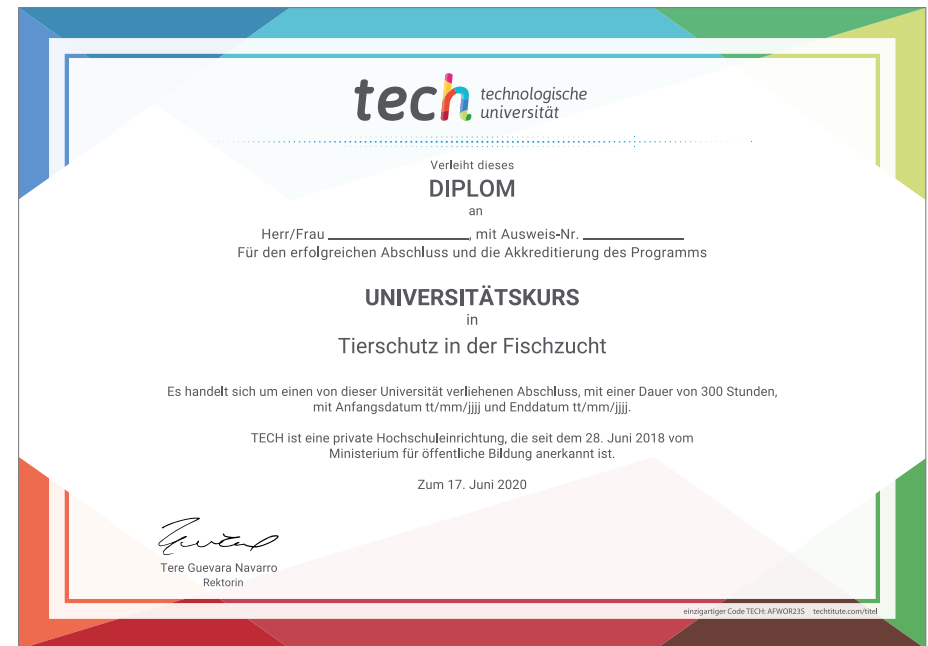 tech technologische
universität
Verleiht dieses
DIPLOM
an
Herr/Frau ____________________, mit Ausweis-Nr. ______________
Für den erfolgreichen Abschluss und die Akkreditierung des Programms
UNIVERSITÄTSKURS
in
Tierschutz in der Fischzucht
Es handelt sich um einen von dieser Universität verliehenen Abschluss, mit einer Dauer von 300 Stunden,
mit Anfangsdatum tt/mm/jjjj und Enddatum tt/mm/jjjj.
TECH ist eine private Hochschuleinrichtung, die seit dem 28. Juni 2018 vom
Ministerium für öffentliche Bildung anerkannt ist.
Zum 17. Juni 2020
Tere Guevara Navarro
Rektorin
einzigartiger Code TECH: AFWOR23S techtitute.com/titel